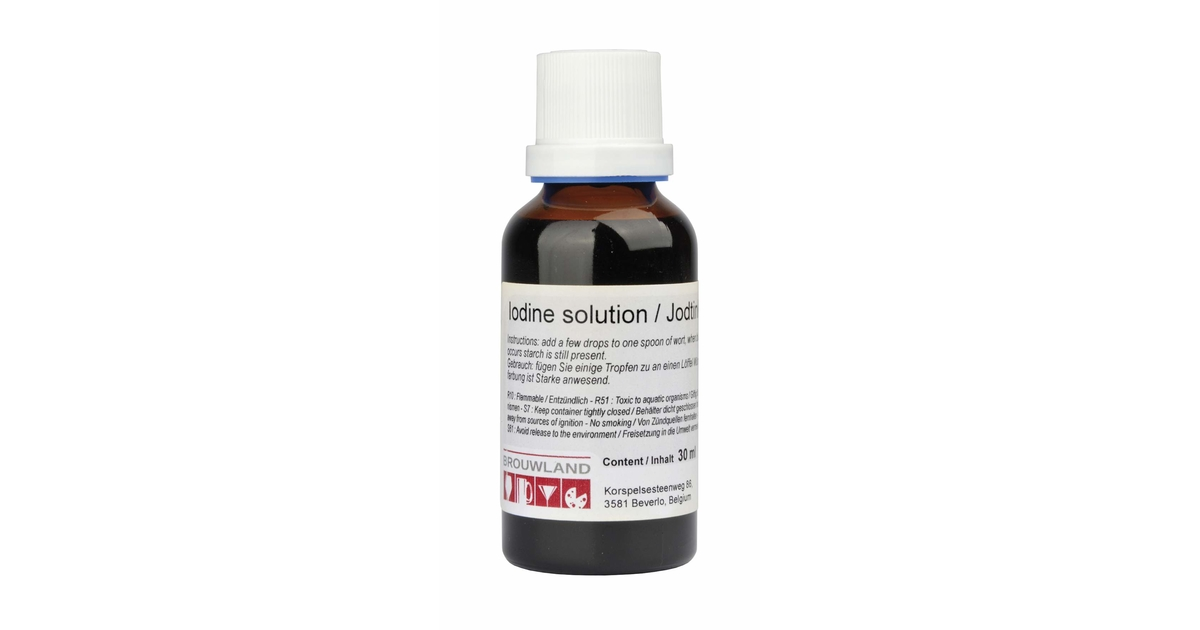 Iodine solution / Jodtin
Instructions: add a few drops to one spoon of wort, when
occurs starch is still present.
Gebrauch: fügen Sie einige Tropfen zu an einen Löffel
farbung ist Starke anwesend.
R10 : Flammable / Entzündlich - R51 : Toxic to aquatic organisms /
nismen - S7 : Keep container tightly closed / Behälter dicht geschlossen
away from sources of ignition - No smoking / Von Zündquellen fernhalten
S61 : Avoid release to the environment / Freisetzung in die Umwelt
Content / Inhalt 30 ml
BROUWLAND
Korspelsesteenweg 86,
3581 Beverlo, Belgium